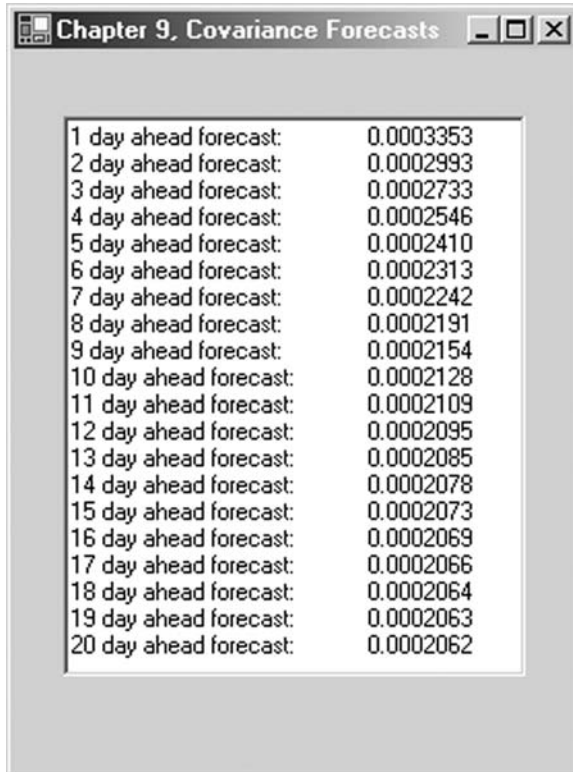 Chapter 9, Covariance Forecasts
1 day ahead forecast: 0.0003353
2 day ahead forecast: 0.0002993
3 day ahead forecast: 0.0002733
4 day ahead forecast: 0.0002546
5 day ahead forecast: 0.0002410
6 day ahead forecast: 0.0002313
7 day ahead forecast: 0.0002242
8 day ahead forecast: 0.0002191
9 day ahead forecast: 0.0002154
10 day ahead forecast: 0.0002128
11 day ahead forecast: 0.0002109
12 day ahead forecast: 0.0002095
13 day ahead forecast: 0.0002085
14 day ahead forecast: 0.0002078
15 day ahead forecast: 0.0002073
16 day ahead forecast: 0.0002069
17 day ahead forecast: 0.0002066
18 day ahead forecast: 0.0002064
19 day ahead forecast: 0.0002063
20 day ahead forecast: 0.0002062